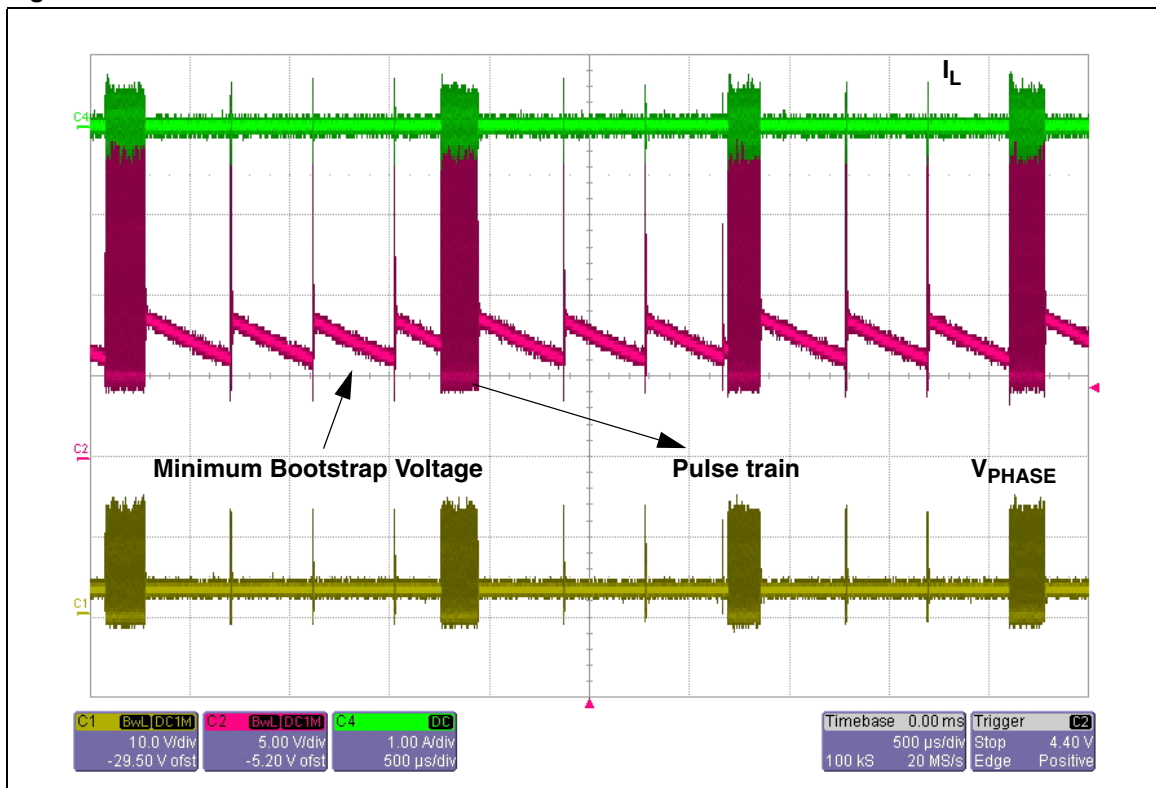 I_L
C4
C2
Minimum Bootstrap Voltage
Pulse train
V_PHASE
C1
C1 BwL DC1M
10.0 V/div
-29.50 V ofst
C2 BwL DC1M
5.00 V/div
-5.20 V ofst
C4 DC
1.00 A/div
500 µs/div
Timebase 0.00 ms
500 µs/div
100 kS 20 MS/s
Trigger C2
Stop 4.40 V
Edge Positive